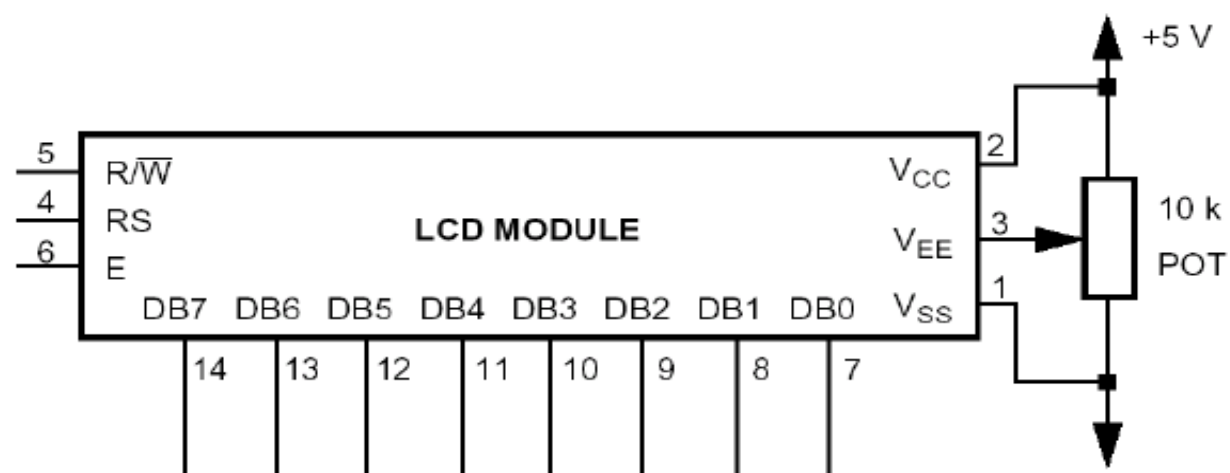 +5 V
5 R/W̅ V_CC 2
4 RS LCD MODULE V_EE 3 10 k
6 E POT
DB7 DB6 DB5 DB4 DB3 DB2 DB1 DB0 V_SS 1
14 13 12 11 10 9 8 7